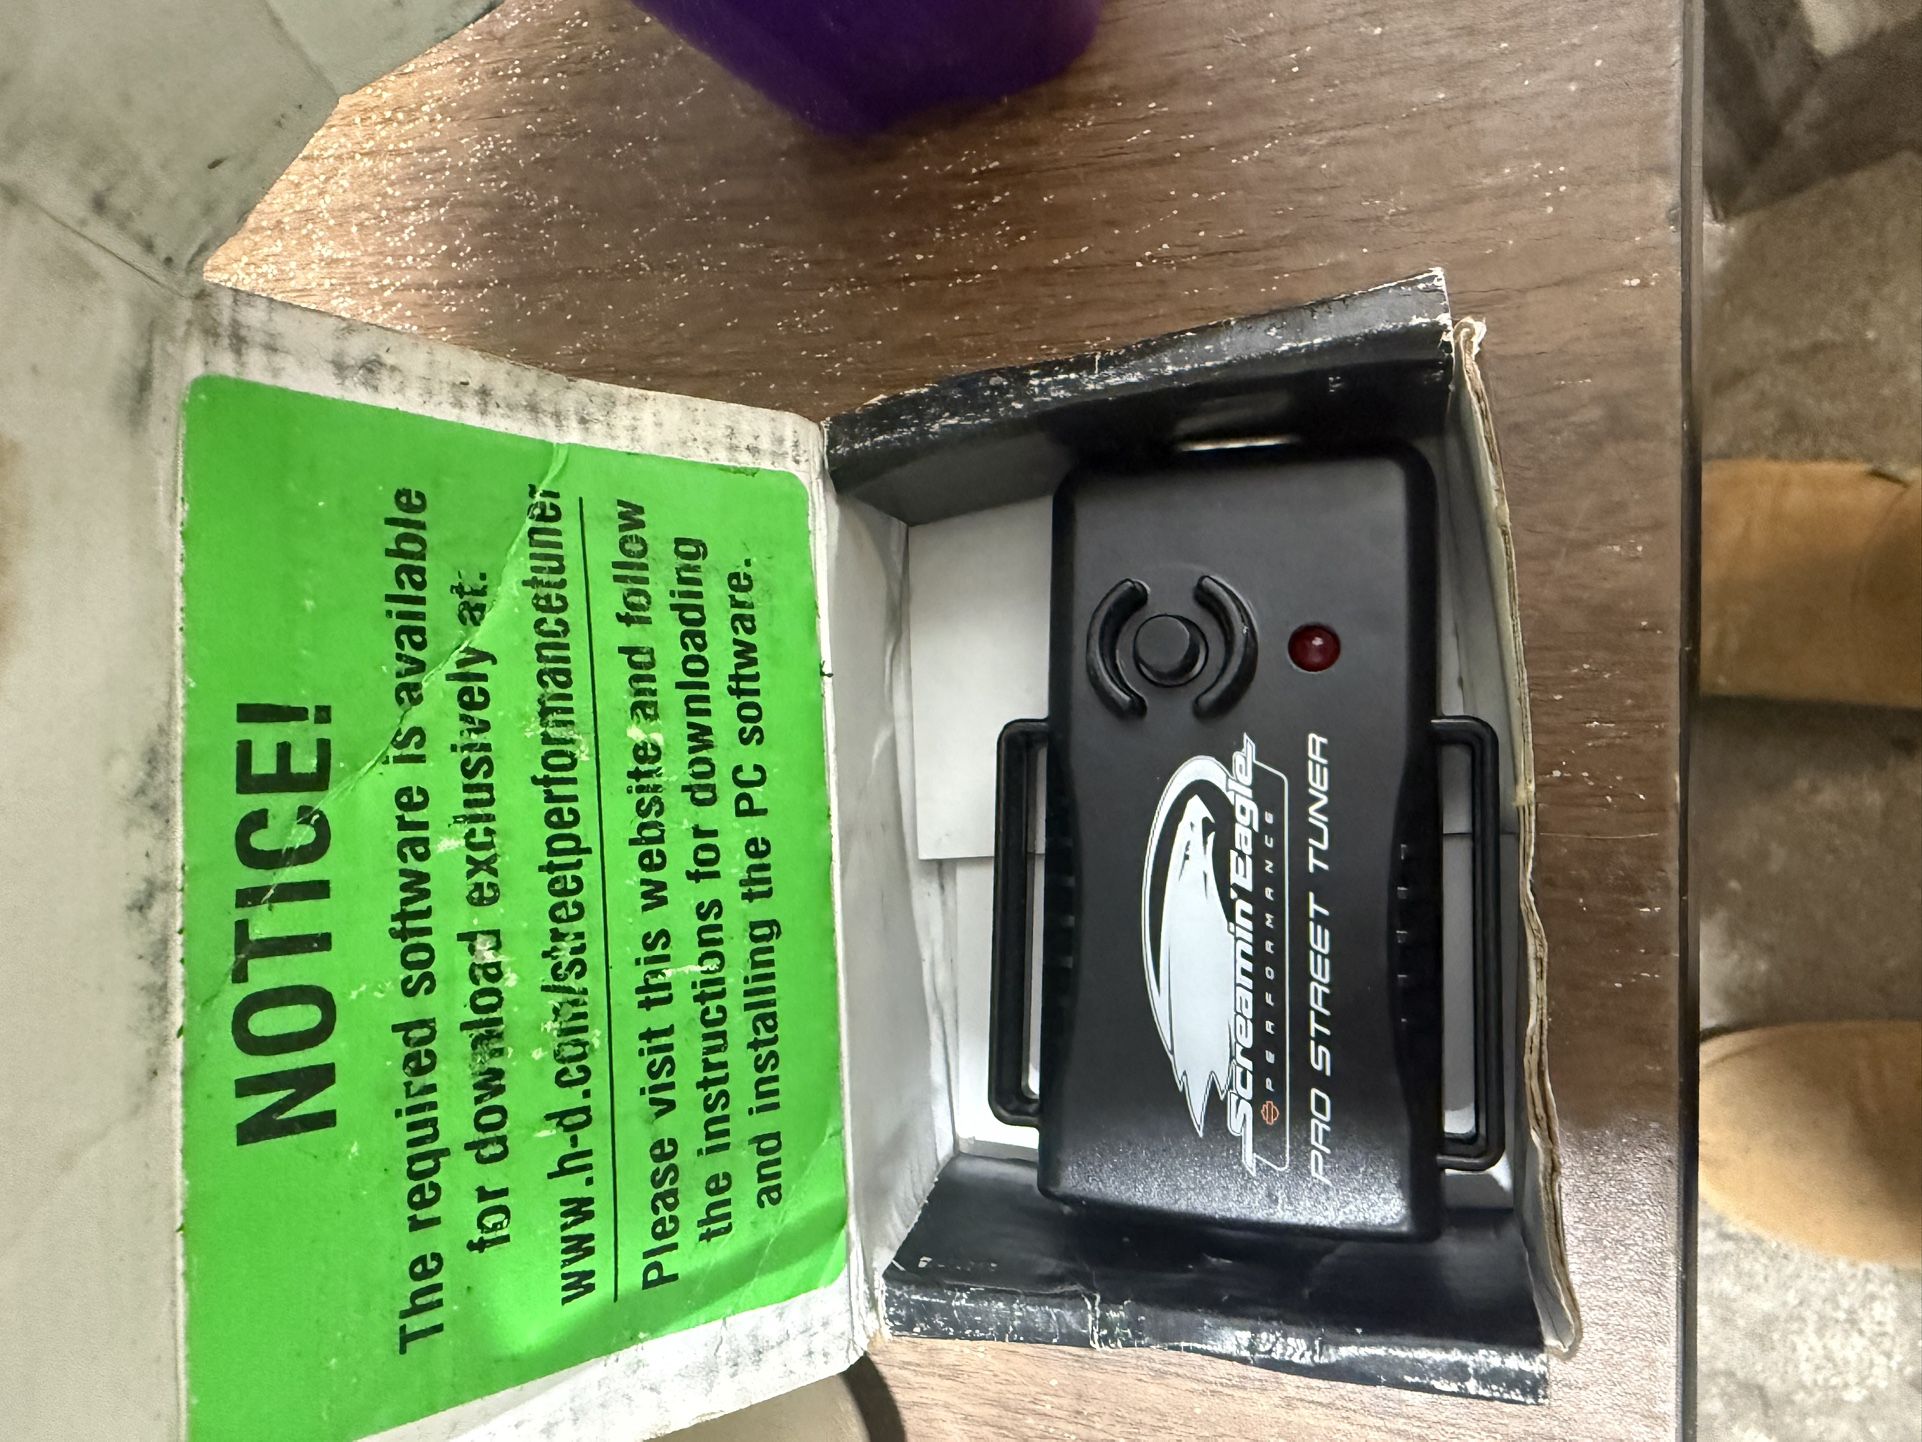 NOTICE!
The required software is available
for download exclusively at:
www.h-d.com/streetperformancetuner
Please visit this website and follow
the instructions for downloading
and installing the PC software.
Screamin'Eagle
PERFORMANCE
PRO STREET TUNER